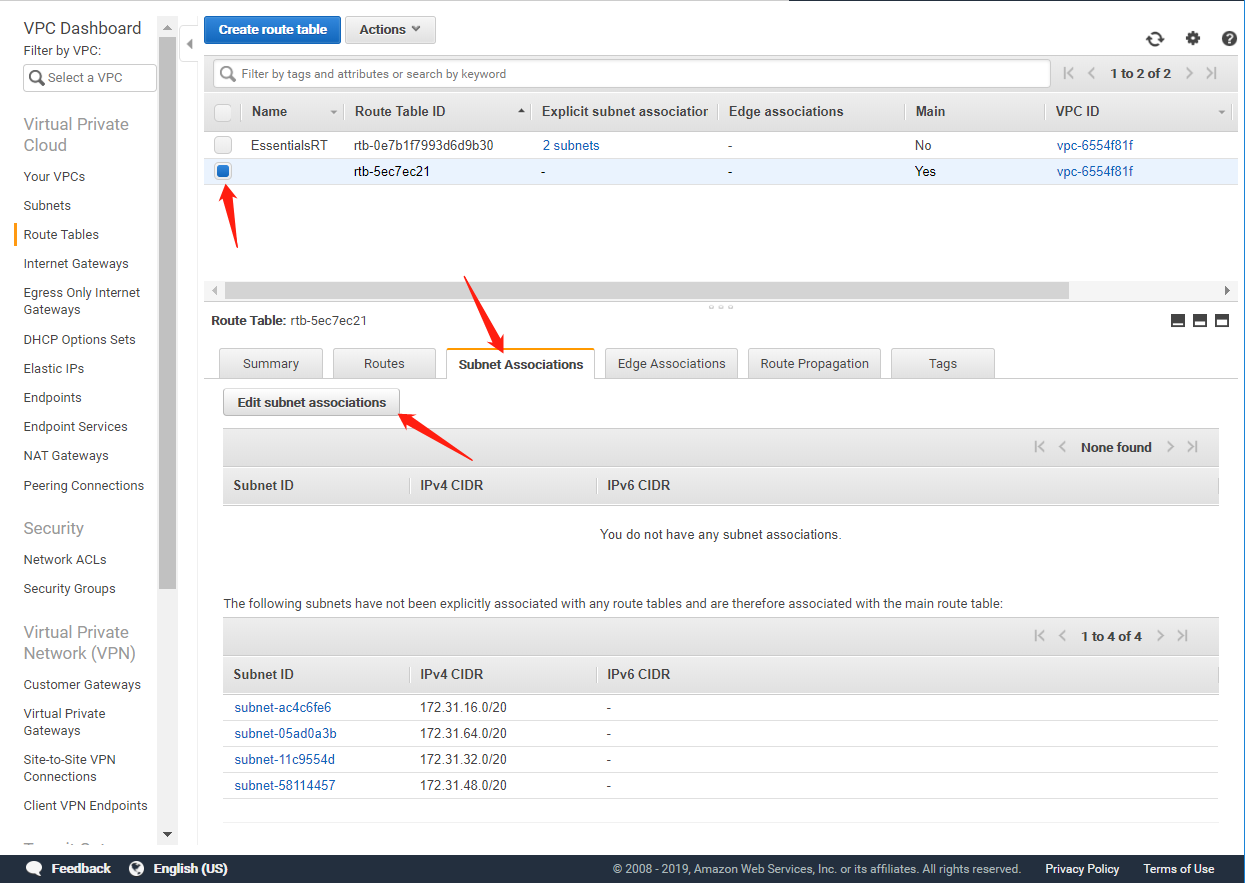 VPC Dashboard
Filter by VPC:
Select a VPC
Virtual Private
Cloud
Your VPCs
Subnets
Route Tables
Internet Gateways
Egress Only Internet
Gateways
DHCP Options Sets
Elastic IPs
Endpoints
Endpoint Services
NAT Gateways
Peering Connections
Security
Network ACLs
Security Groups
Virtual Private
Network (VPN)
Customer Gateways
Virtual Private
Gateways
Site-to-Site VPN
Connections
Client VPN Endpoints
Create route table Actions
Filter by tags and attributes or search by keyword 1 to 2 of 2
Name Route Table ID Explicit subnet association Edge associations Main VPC ID
EssentialsRT rtb-0e7b1f7993d6d9b30 2 subnets - No vpc-6554f81f
rtb-5ec7ec21 - - Yes vpc-6554f81f
Route Table: rtb-5ec7ec21
Summary Routes Subnet Associations Edge Associations Route Propagation Tags
Edit subnet associations
None found
Subnet ID IPv4 CIDR IPv6 CIDR
You do not have any subnet associations.
The following subnets have not been explicitly associated with any route tables and are therefore associated with the main route table:
1 to 4 of 4
Subnet ID IPv4 CIDR IPv6 CIDR
subnet-ac4c6fe6 172.31.16.0/20 -
subnet-05ad0a3b 172.31.64.0/20 -
subnet-11c9554d 172.31.32.0/20 -
subnet-58114457 172.31.48.0/20 -
Feedback English (US) © 2008 - 2019, Amazon Web Services, Inc. or its affiliates. All rights reserved. Privacy Policy Terms of Use